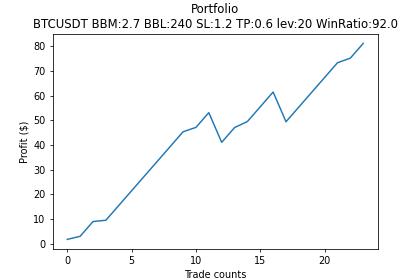 Portfolio
BTCUSDT BBM:2.7 BBL:240 SL:1.2 TP:0.6 lev:20 WinRatio:92.0
80
70
60
50
40
30
20
10
0
Profit ($)
0 5 10 15 20
Trade counts